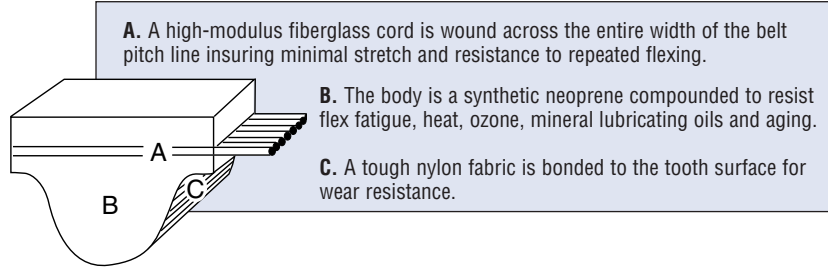 A. A high-modulus fiberglass cord is wound across the entire width of the belt
pitch line insuring minimal stretch and resistance to repeated flexing.
B. The body is a synthetic neoprene compounded to resist
flex fatigue, heat, ozone, mineral lubricating oils and aging.
C. A tough nylon fabric is bonded to the tooth surface for
wear resistance.
A
B
C